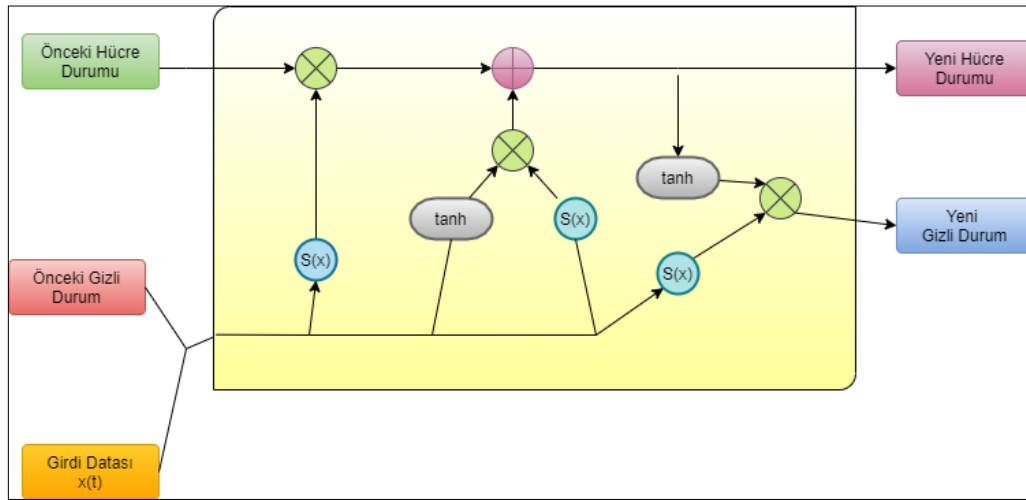 Önceki Hücre
Durumu
Yeni Hücre
Durumu
tanh
tanh
S(x)
Yeni
Gizli Durum
S(x)
S(x)
Önceki Gizli
Durum
Girdi Datası
x(t)